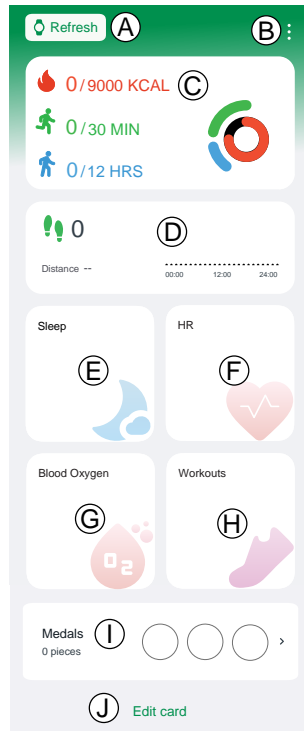 Refresh A B
0/9000 KCAL C
0/30 MIN
0/12 HRS
0 D
Distance --
00:00 12:00 24:00
Sleep HR
E F
Blood Oxygen Workouts
G H
O2
Medals I
0 pieces
J Edit card